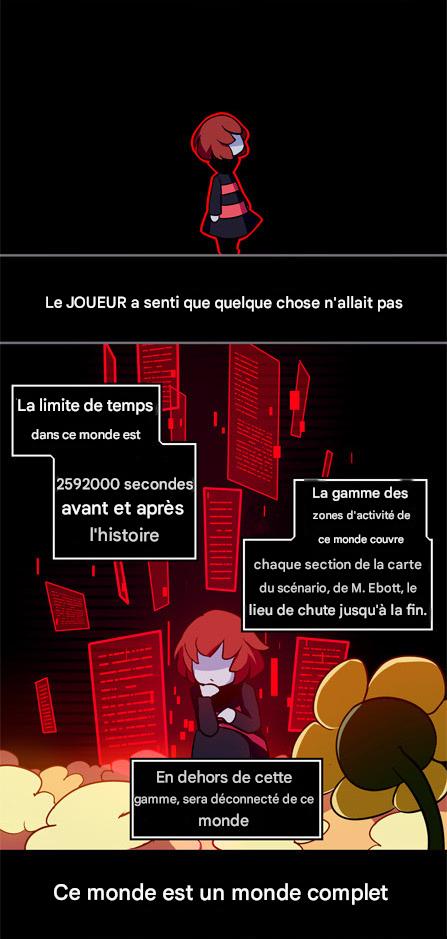 Le JOUEUR a senti que quelque chose n'allait pas
La limite de temps
dans ce monde est
2592000 secondes
avant et après
l'histoire
La gamme des
zones d'activité de
ce monde couvre
chaque section de la carte
du scénario, de M. Ebott, le
lieu de chute jusqu'à la fin.
En dehors de cette
gamme, sera déconnecté de ce
monde
Ce monde est un monde complet